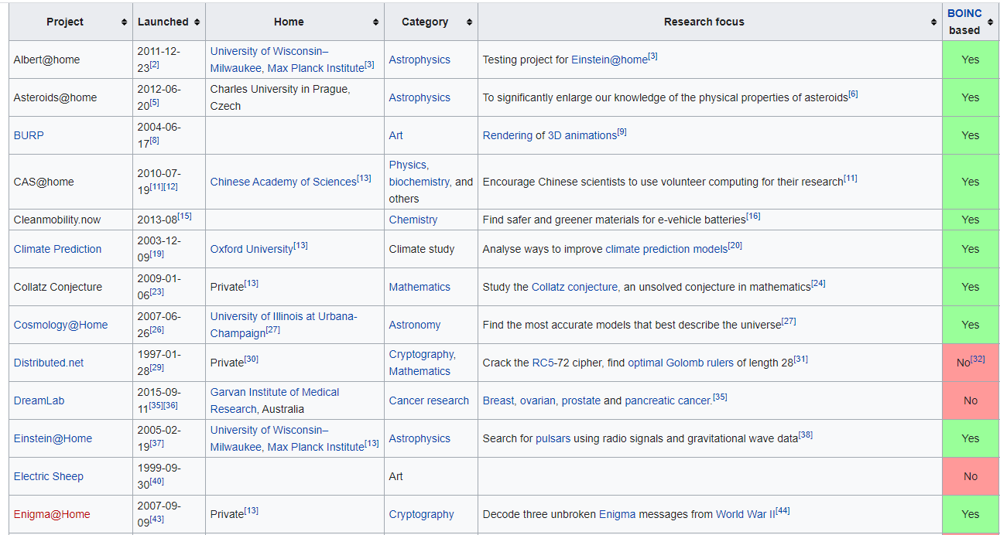 Project Launched Home Category Research focus BOINC based
Albert@home 2011-12-23[2] University of Wisconsin–Milwaukee, Max Planck Institute[3] Astrophysics Testing project for Einstein@home[3] Yes
Asteroids@home 2012-06-20[5] Charles University in Prague, Czech Astrophysics To significantly enlarge our knowledge of the physical properties of asteroids[6] Yes
BURP 2004-06-17[8] Art Rendering of 3D animations[9] Yes
CAS@home 2010-07-19[11][12] Chinese Academy of Sciences[13] Physics, biochemistry, and others Encourage Chinese scientists to use volunteer computing for their research[11] Yes
Cleanmobility.now 2013-08[15] Chemistry Find safer and greener materials for e-vehicle batteries[16] Yes
Climate Prediction 2003-12-09[19] Oxford University[13] Climate study Analyse ways to improve climate prediction models[20] Yes
Collatz Conjecture 2009-01-06[23] Private[13] Mathematics Study the Collatz conjecture, an unsolved conjecture in mathematics[24] Yes
Cosmology@Home 2007-06-26[26] University of Illinois at Urbana-Champaign[27] Astronomy Find the most accurate models that best describe the universe[27] Yes
Distributed.net 1997-01-28[29] Private[30] Cryptography, Mathematics Crack the RC5-72 cipher, find optimal Golomb rulers of length 28[31] No[32]
DreamLab 2015-09-11[35][36] Garvan Institute of Medical Research, Australia Cancer research Breast, ovarian, prostate and pancreatic cancer.[35] No
Einstein@Home 2005-02-19[37] University of Wisconsin–Milwaukee, Max Planck Institute[13] Astrophysics Search for pulsars using radio signals and gravitational wave data[38] Yes
Electric Sheep 1999-09-30[40] Art No
Enigma@Home 2007-09-09[43] Private[13] Cryptography Decode three unbroken Enigma messages from World War II[44] Yes